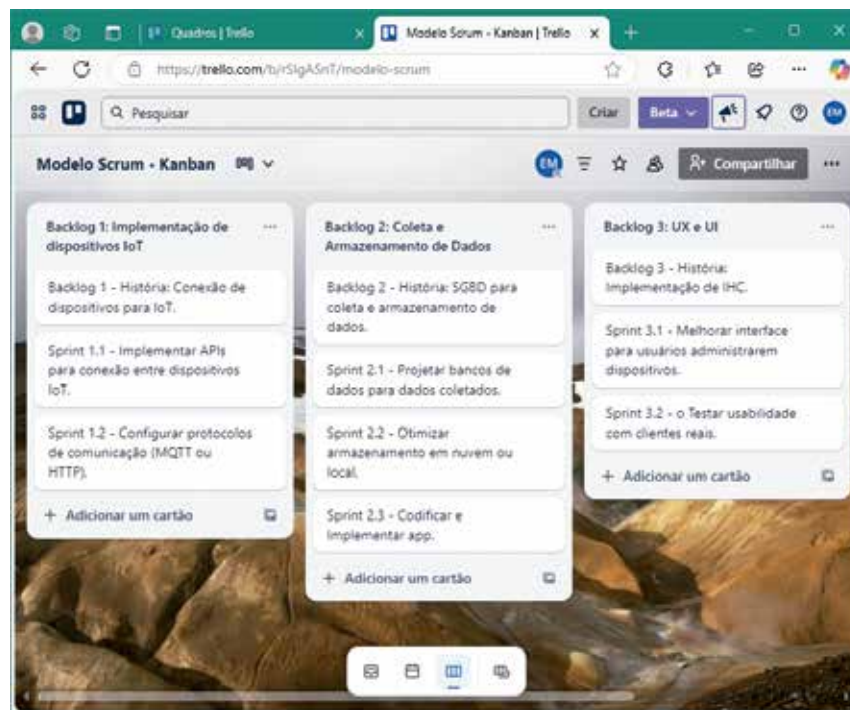 Quadros | Trello
Modelo Scrum - Kanban | Trello
https://trello.com/b/rSIgASnT/modelo-scrum
Pesquisar
Criar
Beta
EM
Modelo Scrum - Kanban
EM
Compartilhar
Backlog 1: Implementação de
dispositivos IoT
Backlog 1 - História: Conexão de
dispositivos para IoT.
Sprint 1.1 - Implementar APIs
para conexão entre dispositivos
IoT.
Sprint 1.2 - Configurar protocolos
de comunicação (MQTT ou
HTTP).
+ Adicionar um cartão
Backlog 2: Coleta e
Armazenamento de Dados
Backlog 2 - História: SGBD para
coleta e armazenamento de
dados.
Sprint 2.1 - Projetar bancos de
dados para dados coletados.
Sprint 2.2 - Otimizar
armazenamento em nuvem ou
local.
Sprint 2.3 - Codificar e
Implementar app.
+ Adicionar um cartão
Backlog 3: UX e UI
Backlog 3 - História:
Implementação de IHC.
Sprint 3.1 - Melhorar interface
para usuários administrarem
dispositivos.
Sprint 3.2 - o Testar usabilidade
com clientes reais.
+ Adicionar um cartão